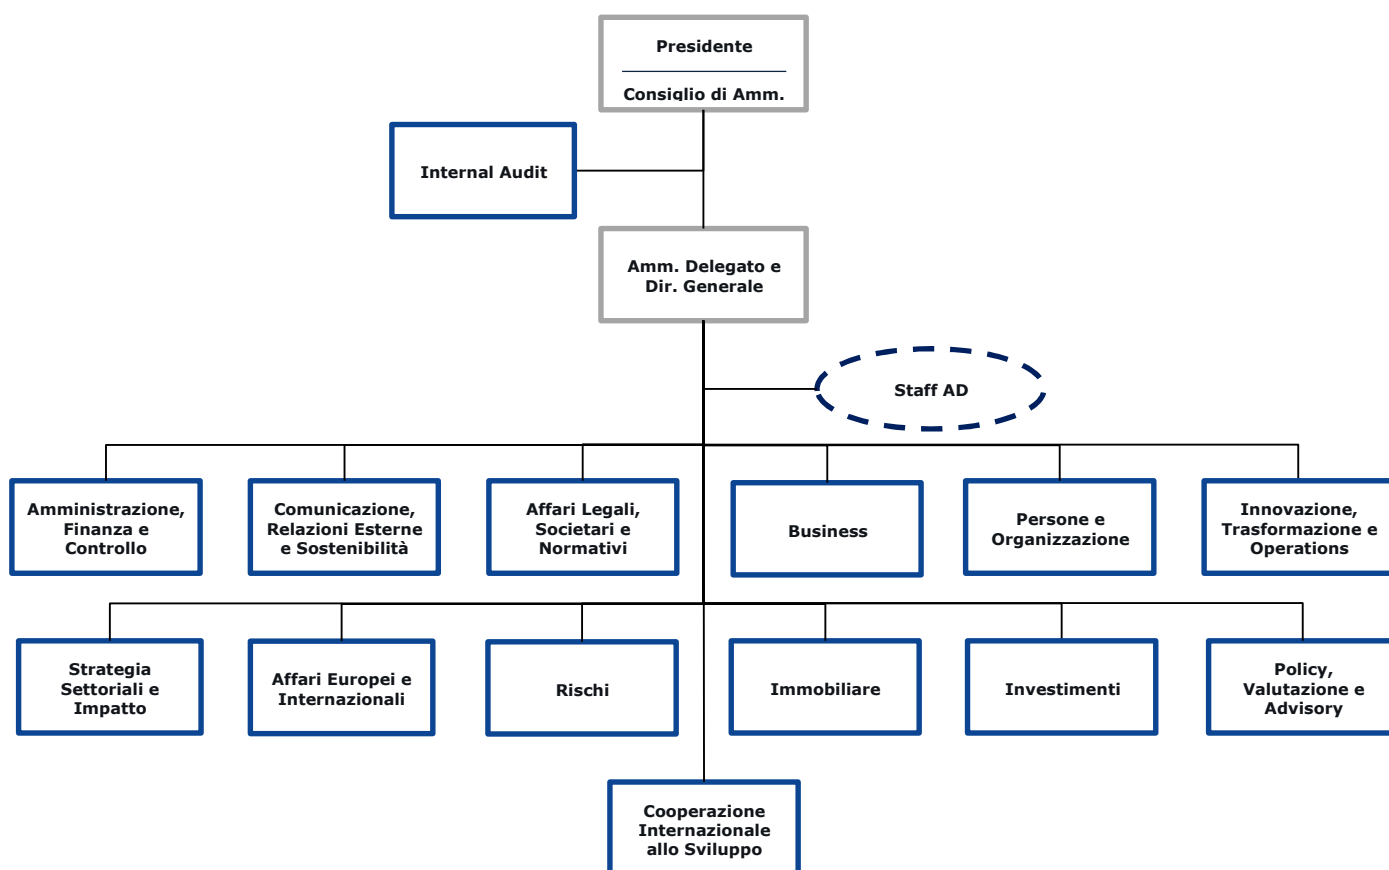 Presidente
Consiglio di Amm.
Internal Audit
Amm. Delegato e
Dir. Generale
Staff AD
Amministrazione,
Finanza e
Controllo
Comunicazione,
Relazioni Esterne
e Sostenibilità
Affari Legali,
Societari e
Normativi
Business
Persone e
Organizzazione
Innovazione,
Trasformazione e
Operations
Strategia
Settoriali e
Impatto
Affari Europei e
Internazionali
Rischi
Immobiliare
Investimenti
Policy,
Valutazione e
Advisory
Cooperazione
Internazionale
allo Sviluppo